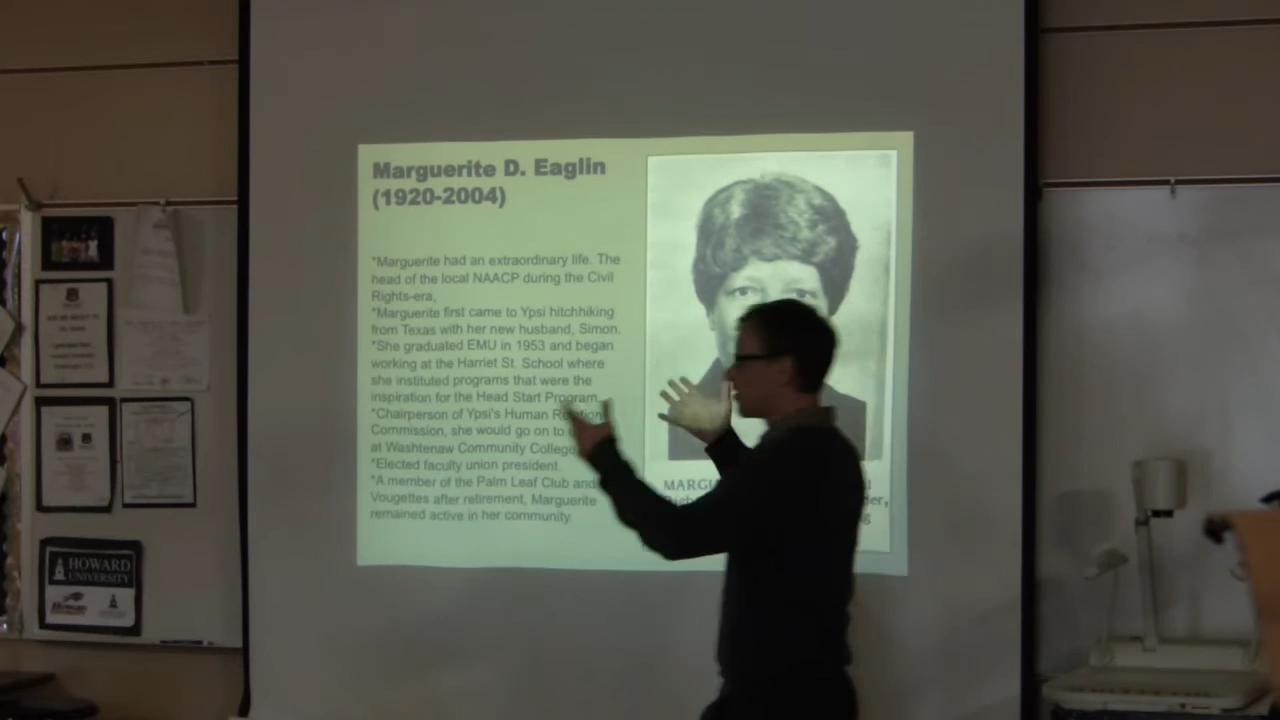 Marguerite D. Eaglin
(1920-2004)
*Marguerite had an extraordinary life. The
head of the local NAACP during the Civil
Rights-era,
*Marguerite first came to Ypsi hitchhiking
from Texas with her new husband, Simon.
*She graduated EMU in 1953 and began
working at the Harriet St. School where
she instituted programs that were the
inspiration for the Head Start Program.
*Chairperson of Ypsi's Human Relation
Commission, she would go on to
at Washtenaw Community College
*Elected faculty union president.
*A member of the Palm Leaf Club and
Vougettes after retirement, Marguerite
remained active in her community.
HOWARD
UNIVERSITY